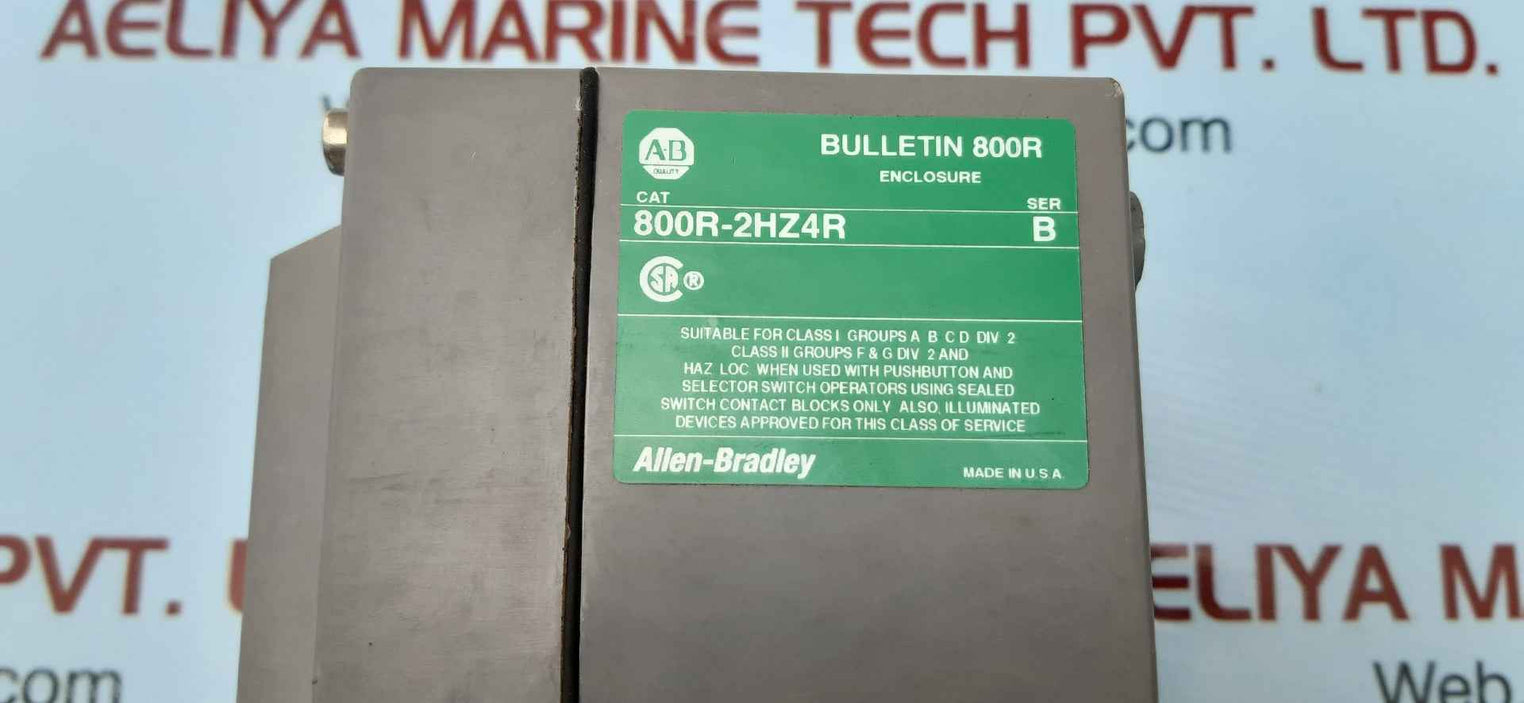 AELIYA MARINE TECH PVT. LTD.
com
A-B
QUALITY
BULLETIN 800R
ENCLOSURE
CAT
SER
800R-2HZ4R
B
SA ®
SUITABLE FOR CLASS I GROUPS A B C D DIV 2
CLASS II GROUPS F & G DIV 2 AND
HAZ LOC WHEN USED WITH PUSHBUTTON AND
SELECTOR SWITCH OPERATORS USING SEALED
SWITCH CONTACT BLOCKS ONLY ALSO, ILLUMINATED
DEVICES APPROVED FOR THIS CLASS OF SERVICE
Allen-Bradley
MADE IN U.S.A.
PVT.
ELIYA M
com
Web